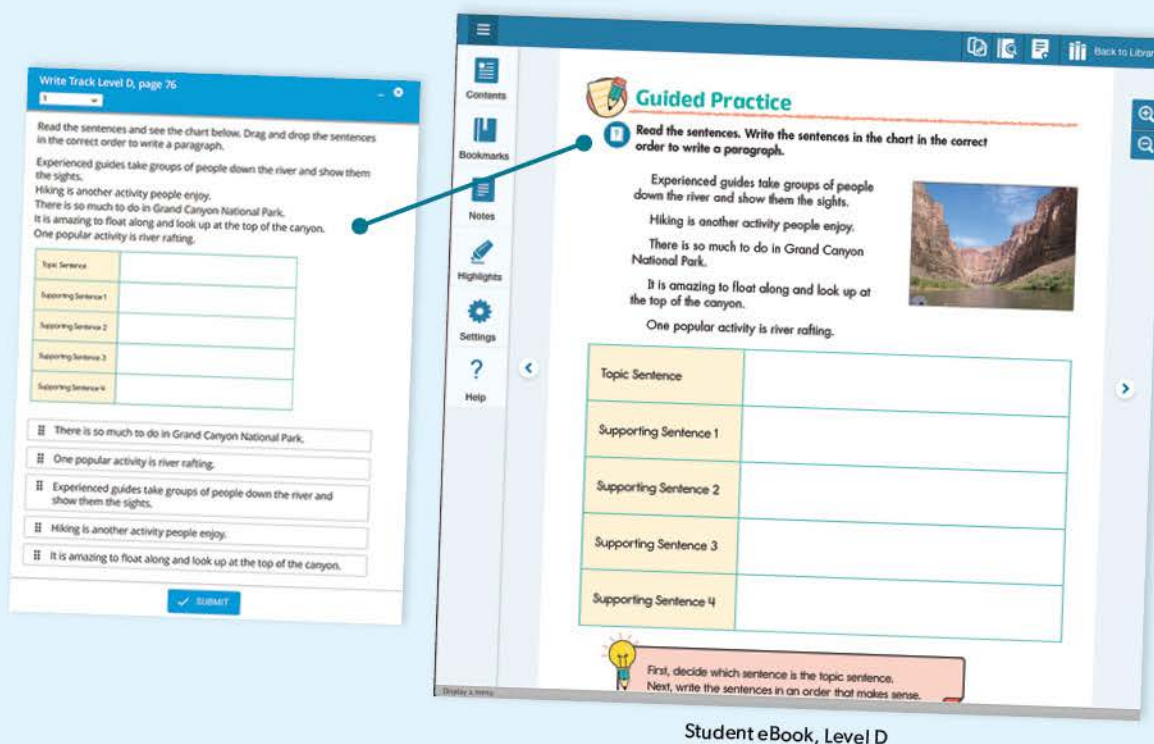 Write Track Level D, page 76
1
Read the sentences and see the chart below. Drag and drop the sentences
in the correct order to write a paragraph.
Experienced guides take groups of people down the river and show them
the sights.
Hiking is another activity people enjoy.
There is so much to do in Grand Canyon National Park.
It is amazing to float along and look up at the top of the canyon.
One popular activity is river rafting.
Topic Sentence
Supporting Sentence 1
Supporting Sentence 2
Supporting Sentence 3
Supporting Sentence 4
There is so much to do in Grand Canyon National Park.
One popular activity is river rafting.
Experienced guides take groups of people down the river and
show them the sights.
Hiking is another activity people enjoy.
It is amazing to float along and look up at the top of the canyon.
SUBMIT
Back to Librar
Contents
Bookmarks
Notes
Highlights
Settings
?
Help
Guided Practice
Read the sentences. Write the sentences in the chart in the correct
order to write a paragraph.
Experienced guides take groups of people
down the river and show them the sights.
Hiking is another activity people enjoy.
There is so much to do in Grand Canyon
National Park.
It is amazing to float along and look up at
the top of the canyon.
One popular activity is river rafting.
Topic Sentence
Supporting Sentence 1
Supporting Sentence 2
Supporting Sentence 3
Supporting Sentence 4
First, decide which sentence is the topic sentence.
Next, write the sentences in an order that makes sense.
Display a menu
Student eBook, Level D